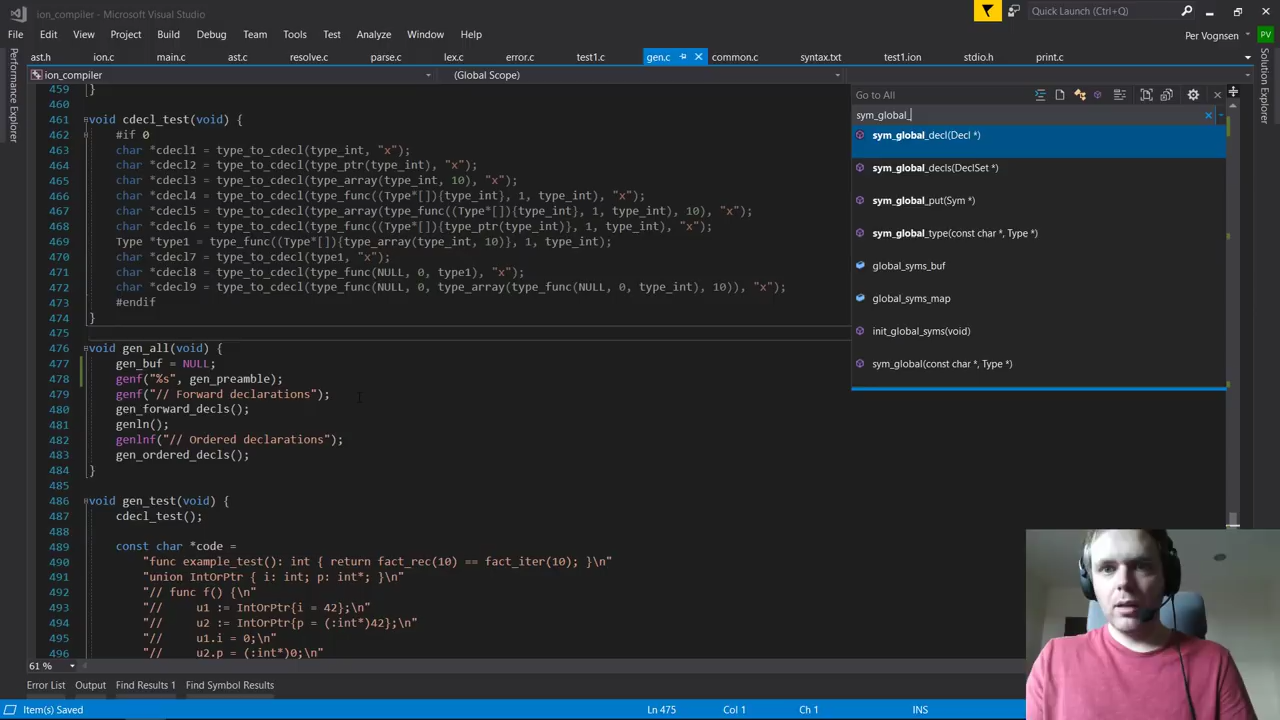 ion_compiler - Microsoft Visual Studio
Quick Launch (Ctrl+Q)
File Edit View Project Build Debug Team Tools Test Analyze Window Help
Per Vognsen PV
ast.h ion.c main.c ast.c resolve.c parse.c lex.c error.c test1.c gen.c common.c syntax.txt test1.ion stdio.h print.c
Performance Explorer
Solution Explorer
ion_compiler (Global Scope)
Go to All
sym_global_
sym_global_decl(Decl *)
sym_global_decls(DeclSet *)
sym_global_put(Sym *)
sym_global_type(const char *, Type *)
global_syms_buf
global_syms_map
init_global_syms(void)
sym_global(const char *, Type *)
459 }
460
461 void cdecl_test(void) {
462 #if 0
463 char *cdecl1 = type_to_cdecl(type_int, "x");
464 char *cdecl2 = type_to_cdecl(type_ptr(type_int), "x");
465 char *cdecl3 = type_to_cdecl(type_array(type_int, 10), "x");
466 char *cdecl4 = type_to_cdecl(type_func((Type*[]){type_int}, 1, type_int), "x");
467 char *cdecl5 = type_to_cdecl(type_array(type_func((Type*[]){type_int}, 1, type_int), 10), "x");
468 char *cdecl6 = type_to_cdecl(type_func((Type*[]){type_ptr(type_int)}, 1, type_int), "x");
469 Type *type1 = type_func((Type*[]){type_array(type_int, 10)}, 1, type_int);
470 char *cdecl7 = type_to_cdecl(type1, "x");
471 char *cdecl8 = type_to_cdecl(type_func(NULL, 0, type1), "x");
472 char *cdecl9 = type_to_cdecl(type_func(NULL, 0, type_array(type_func(NULL, 0, type_int), 10)), "x");
473 #endif
474 }
475
476 void gen_all(void) {
477 gen_buf = NULL;
478 genf("%s", gen_preamble);
479 genf("// Forward declarations");
480 gen_forward_decls();
481 genln();
482 genlnf("// Ordered declarations");
483 gen_ordered_decls();
484 }
485
486 void gen_test(void) {
487 cdecl_test();
488
489 const char *code =
490 "func example_test(): int { return fact_rec(10) == fact_iter(10); }\n"
491 "union IntOrPtr { i: int; p: int*; }\n"
492 "// func f() {\n"
493 "// u1 := IntOrPtr{i = 42};\n"
494 "// u2 := IntOrPtr{p = (:int*)42};\n"
495 "// u1.i = 0;\n"
496 "// u2.p = (:int*)0;\n"
61 %
Error List Output Find Results 1 Find Symbol Results
Item(s) Saved Ln 475 Col 1 Ch 1 INS